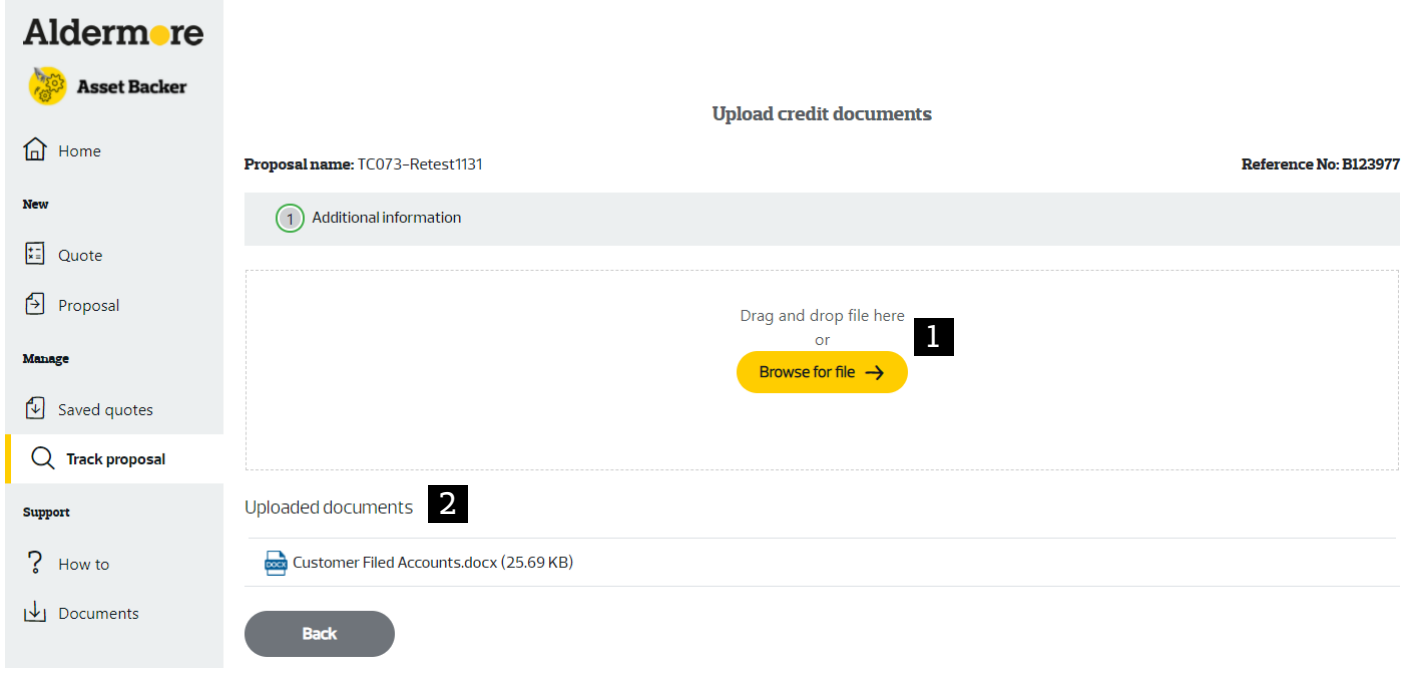 Aldermore
Asset Backer
Home
New
Quote
Proposal
Manage
Saved quotes
Track proposal
Support
How to
Documents
Upload credit documents
Proposal name: TC073-Retest1131
Reference No: B123977
1 Additional information
Drag and drop file here
or
1
Browse for file
Uploaded documents 2
DOCX Customer Filed Accounts.docx (25.69 KB)
Back